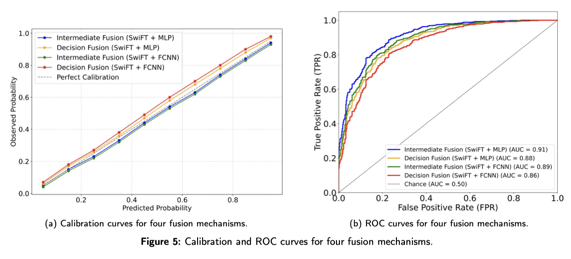 Intermediate Fusion (SwiFT + MLP)
Decision Fusion (SwiFT + MLP)
Intermediate Fusion (SwiFT + FCNN)
Decision Fusion (SwiFT + FCNN)
Perfect Calibration
Observed Probability
1.0
0.8
0.6
0.4
0.2
0.0
0.2 0.4 0.6 0.8 1.0
Predicted Probability
(a) Calibration curves for four fusion mechanisms.
True Positive Rate (TPR)
1.0
0.8
0.6
0.4
0.2
0.0
Intermediate Fusion (SwiFT + MLP) (AUC = 0.91)
Decision Fusion (SwiFT + MLP) (AUC = 0.88)
Intermediate Fusion (SwiFT + FCNN) (AUC = 0.89)
Decision Fusion (SwiFT + FCNN) (AUC = 0.86)
Chance (AUC = 0.50)
0.0 0.2 0.4 0.6 0.8 1.0
False Positive Rate (FPR)
(b) ROC curves for four fusion mechanisms.
Figure 5: Calibration and ROC curves for four fusion mechanisms.